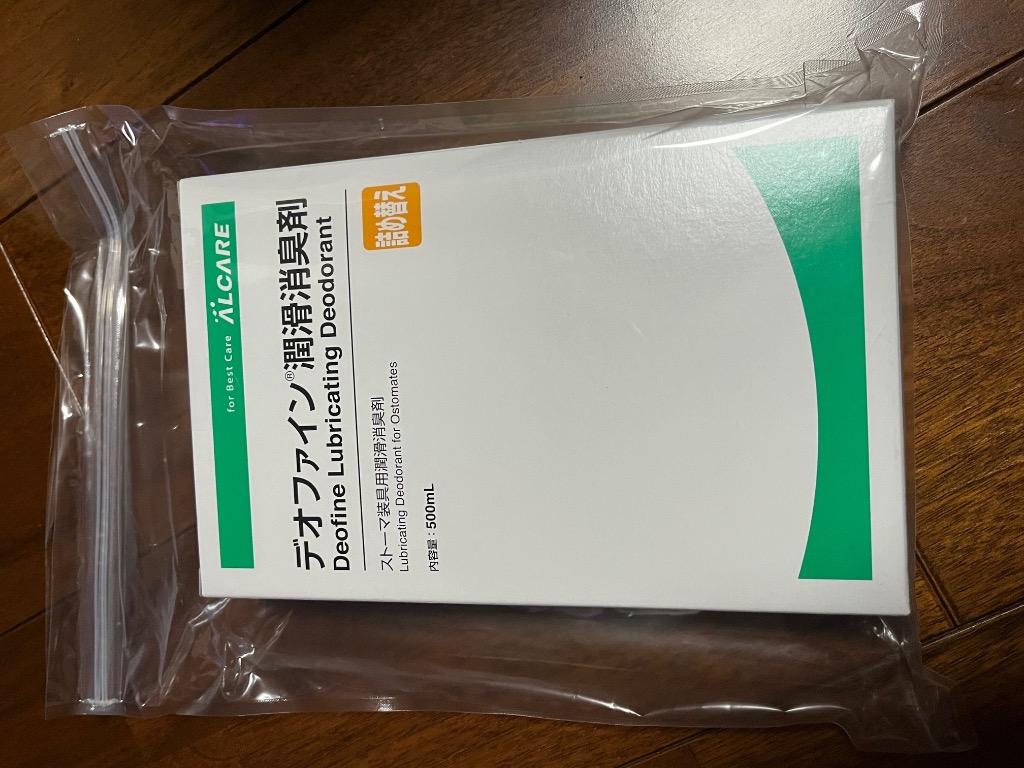 for Best Care ALCARE
デオファイン®潤滑消臭剤
Deofine Lubricating Deodorant
詰め替え
ストーマ装具用潤滑消臭剤
Lubricating Deodorant for Ostomates
内容量：500mL